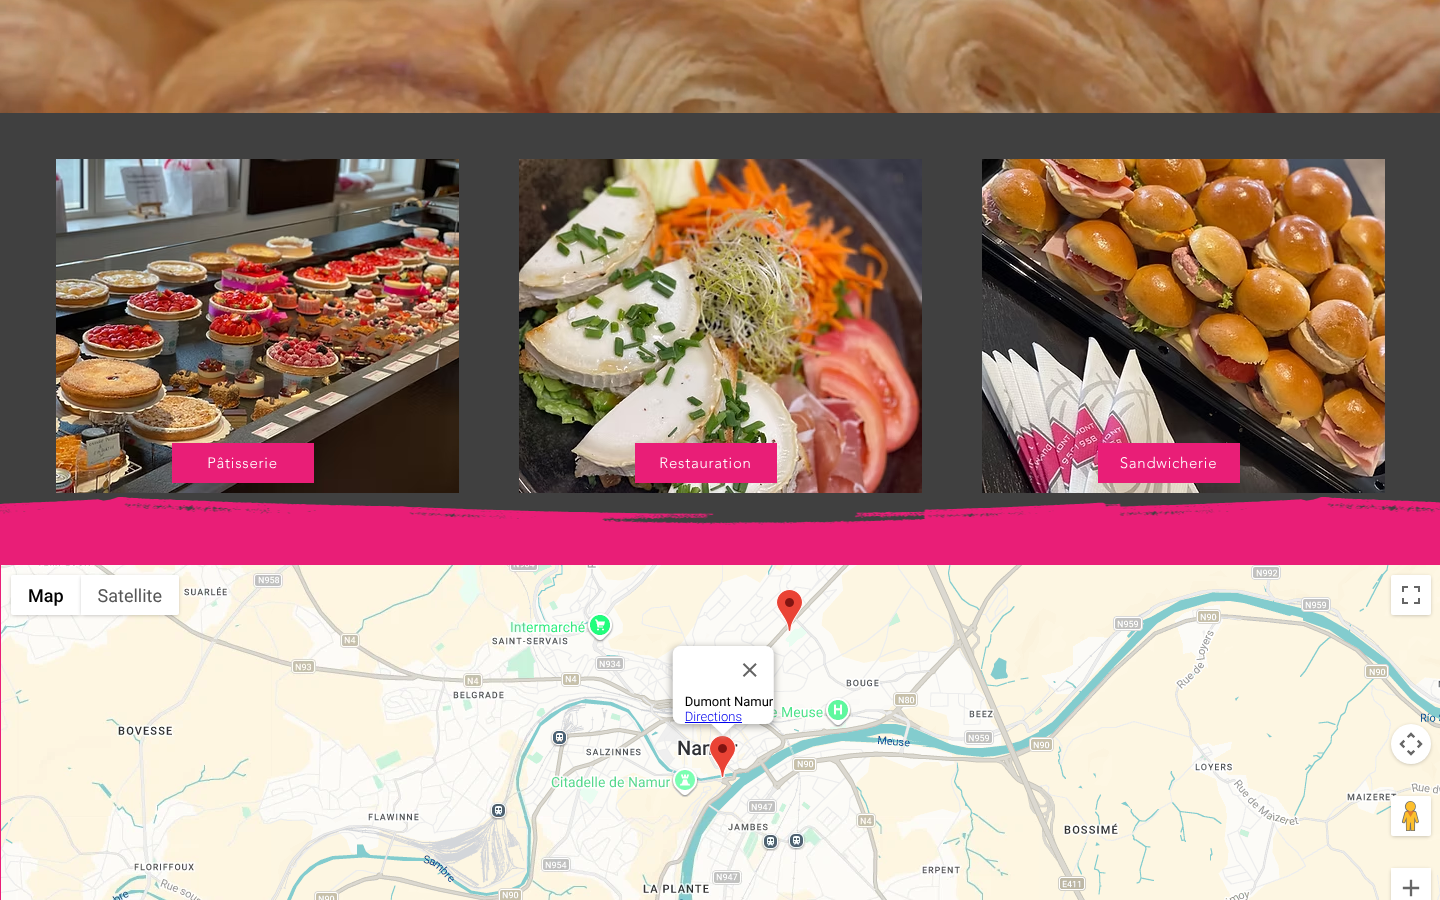 Pâtisserie
Restauration
Sandwicherie
Map
Satellite
N958
SUARLÉE
N992
N959
N90
N959
Intermarché
SAINT-SERVAIS
N4
N93
N934
N4
N4
BELGRADE
BOUGE
Rue de Loyers
N90
Dumont Namur
Directions
e Meuse
N80
BEEZ
BOVESSE
SALZINNES
Meuse
N959
N90
N90
Citadelle de Namur
LOYERS
Rue de Maizeret
MAIZERET
N947
FLAWINNE
JAMBES
N4
BOSSIMÉ
FLORIFFOUX
Sambre
N954
ERPENT
N947
LA PLANTE
E411
N90
N90